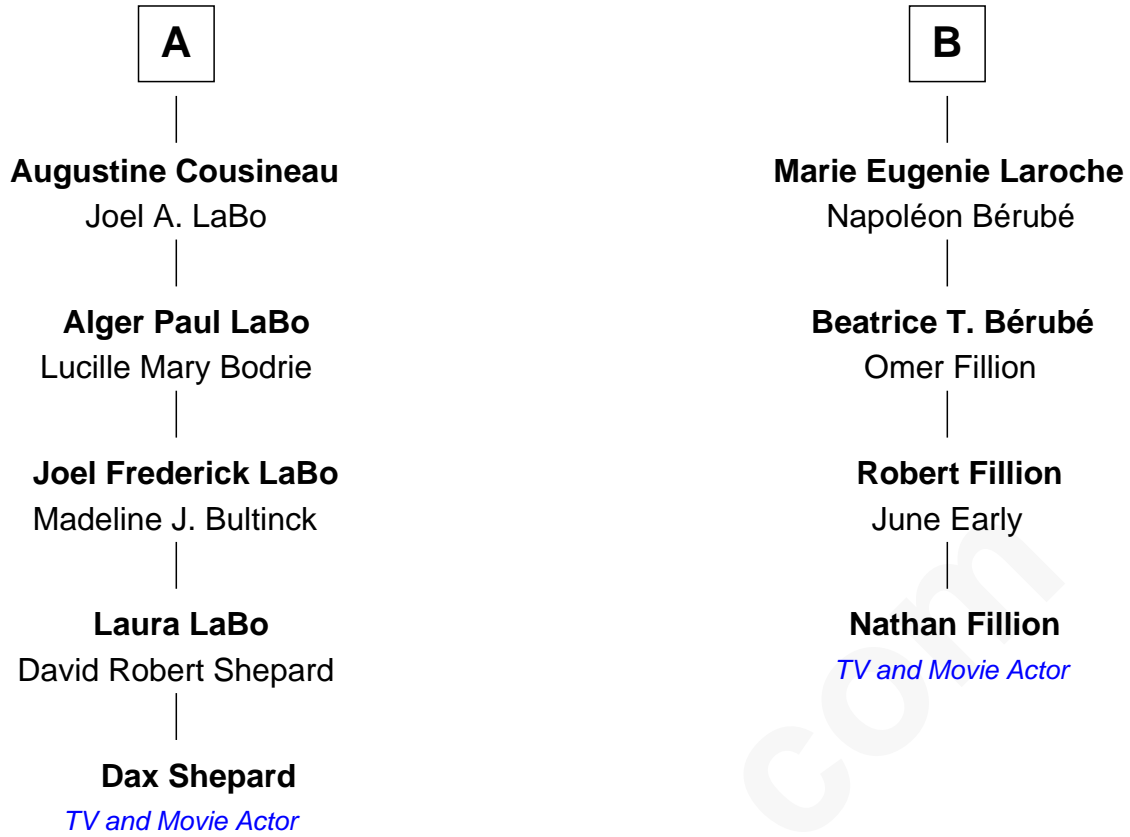 A
Augustine Cousineau
Joel A. LaBo
Alger Paul LaBo
Lucille Mary Bodrie
Joel Frederick LaBo
Madeline J. Bultinck
Laura LaBo
David Robert Shepard
Dax Shepard
TV and Movie Actor
B
Marie Eugenie Laroche
Napoléon Bérubé
Beatrice T. Bérubé
Omer Fillion
Robert Fillion
June Early
Nathan Fillion
TV and Movie Actor
com